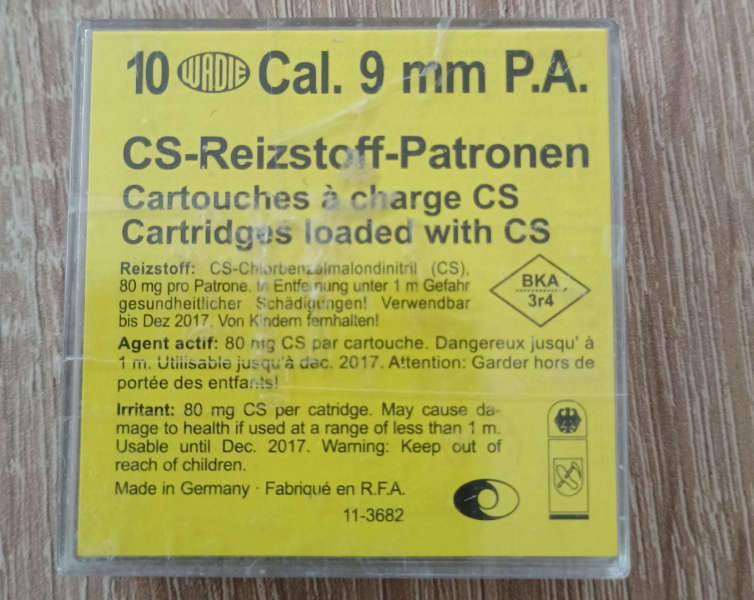 10 WADIE Cal. 9 mm P.A.
CS-Reizstoff-Patronen
Cartouches à charge CS
Cartridges loaded with CS
Reizstoff: CS-Chlorbenzalmalondinitril (CS),
80 mg pro Patrone. In Entfernung unter 1 m Gefahr
gesundheitlicher Schädigungen! Verwendbar
bis Dez 2017. Von Kindern fernhalten!
BKA
3r4
Agent actif: 80 mg CS par cartouche. Dangereux jusqu' à
1 m. Utilisable jusqu'à dec. 2017. Attention: Garder hors de
portée des entfants!
Irritant: 80 mg CS per catridge. May cause da-
mage to health if used at a range of less than 1 m.
Usable until Dec. 2017. Warning: Keep out of
reach of children.
Made in Germany · Fabriqué en R.F.A.
11-3682